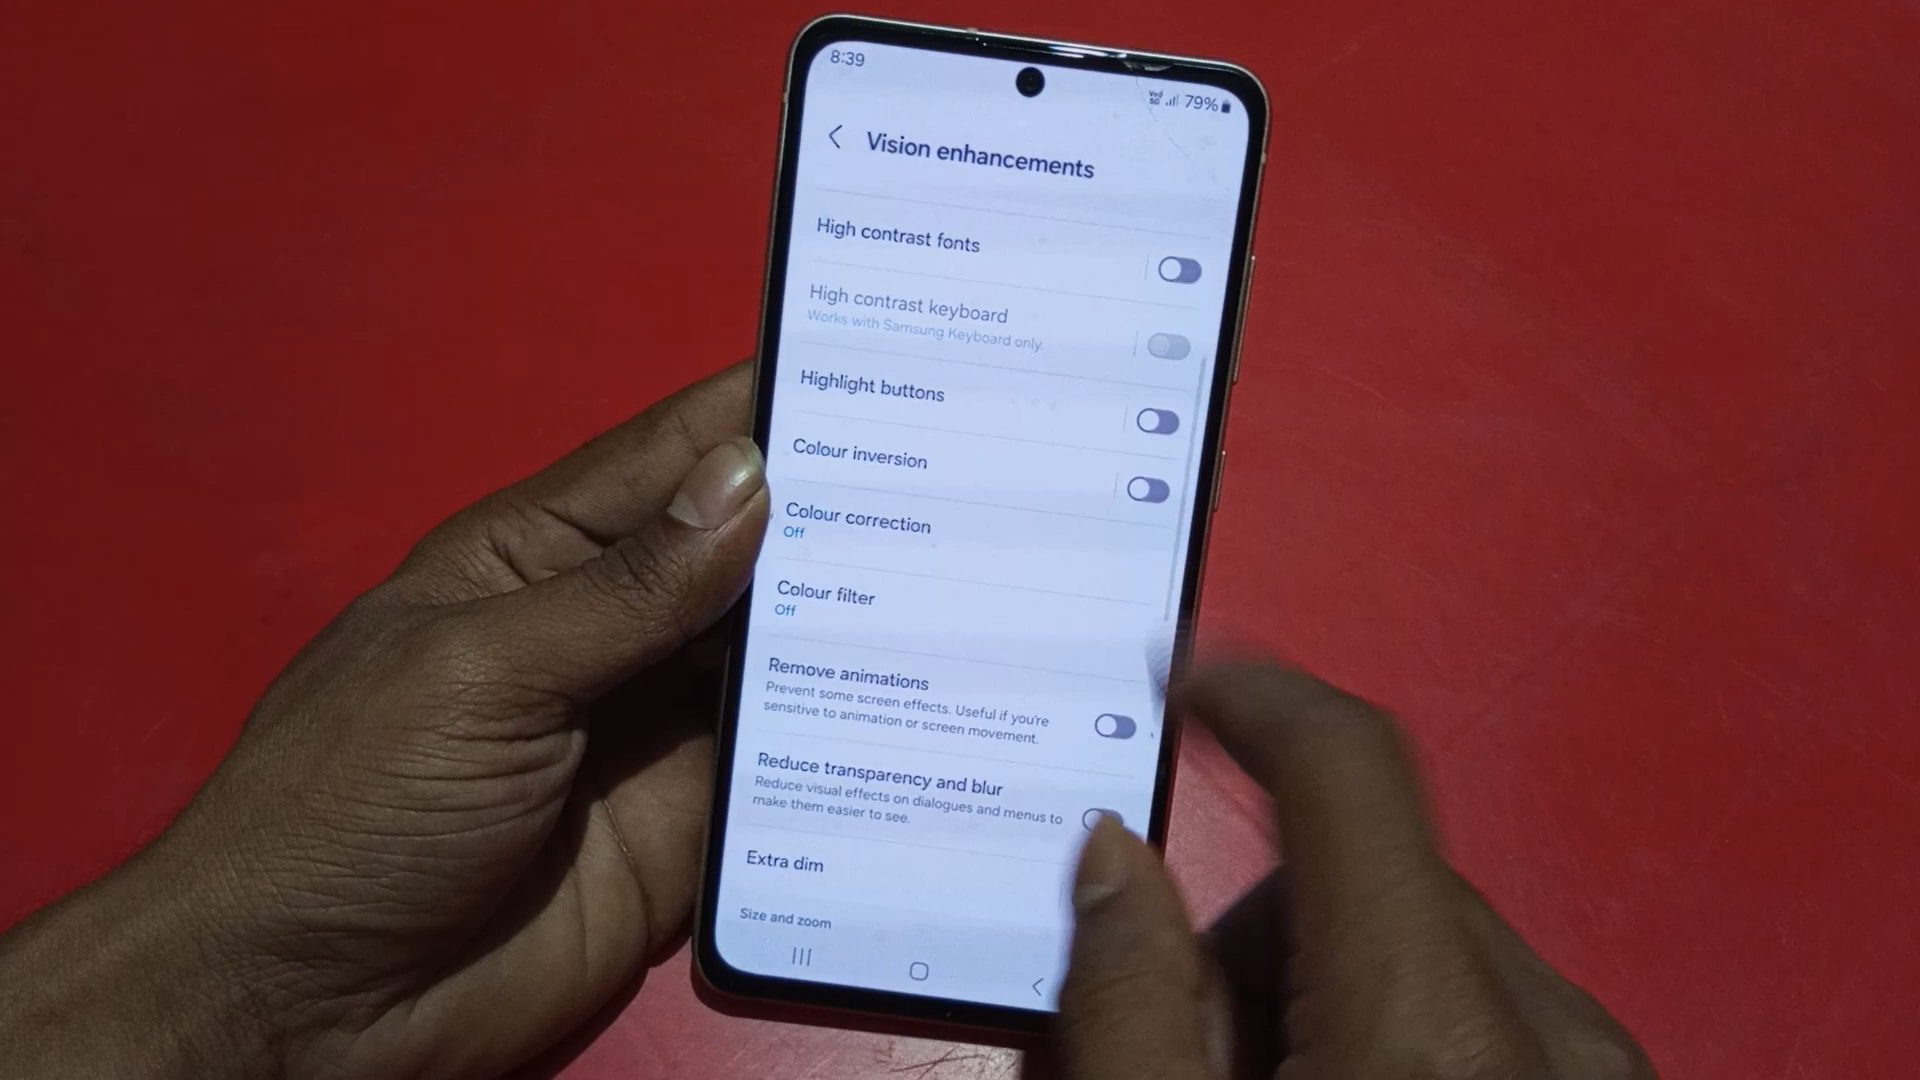 8:39
Vo5G 79%
Vision enhancements
High contrast fonts
High contrast keyboard
Works with Samsung Keyboard only.
Highlight buttons
Colour inversion
Colour correction
Off
Colour filter
Off
Remove animations
Prevent some screen effects. Useful if you're
sensitive to animation or screen movement.
Reduce transparency and blur
Reduce visual effects on dialogues and menus to
make them easier to see.
Extra dim
Size and zoom